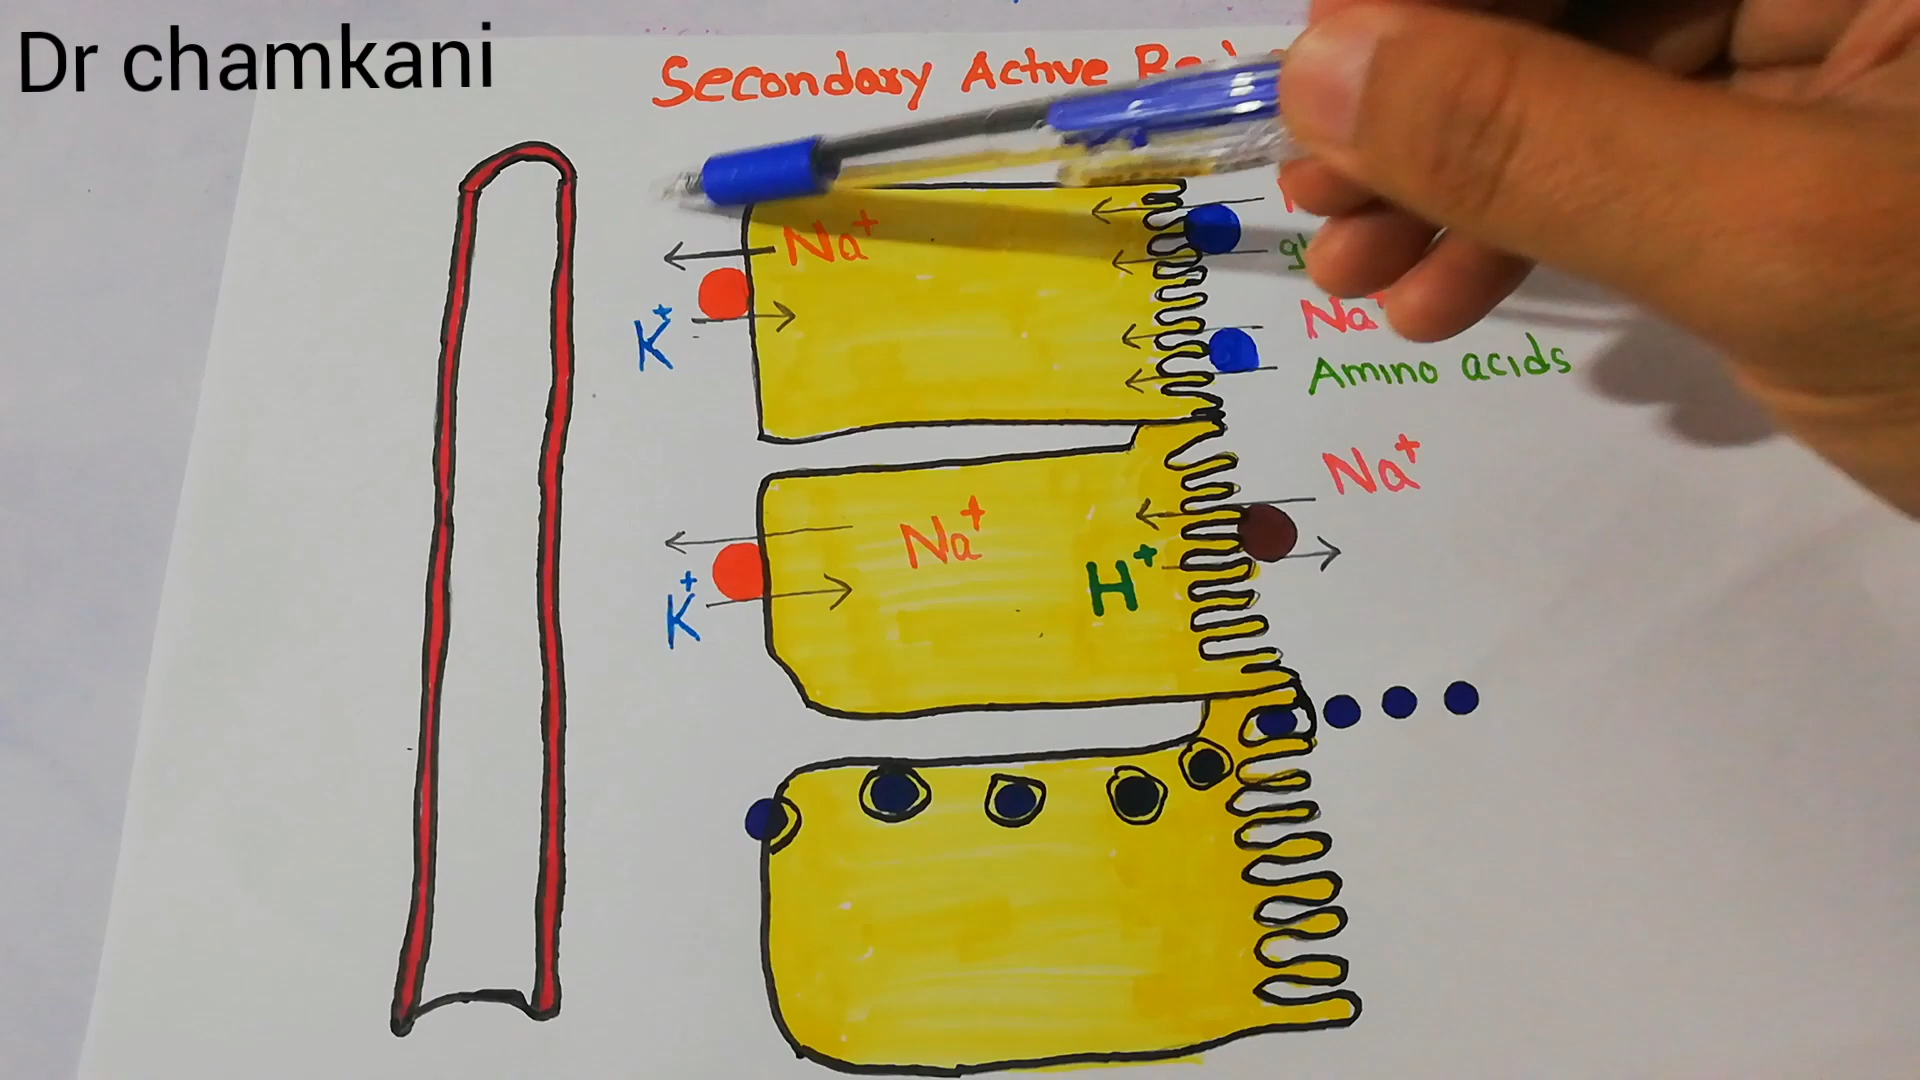 Dr chamkani
Secondary Active
Na+
K+
Na+
Amino acids
Na+
Na+
H+
K+